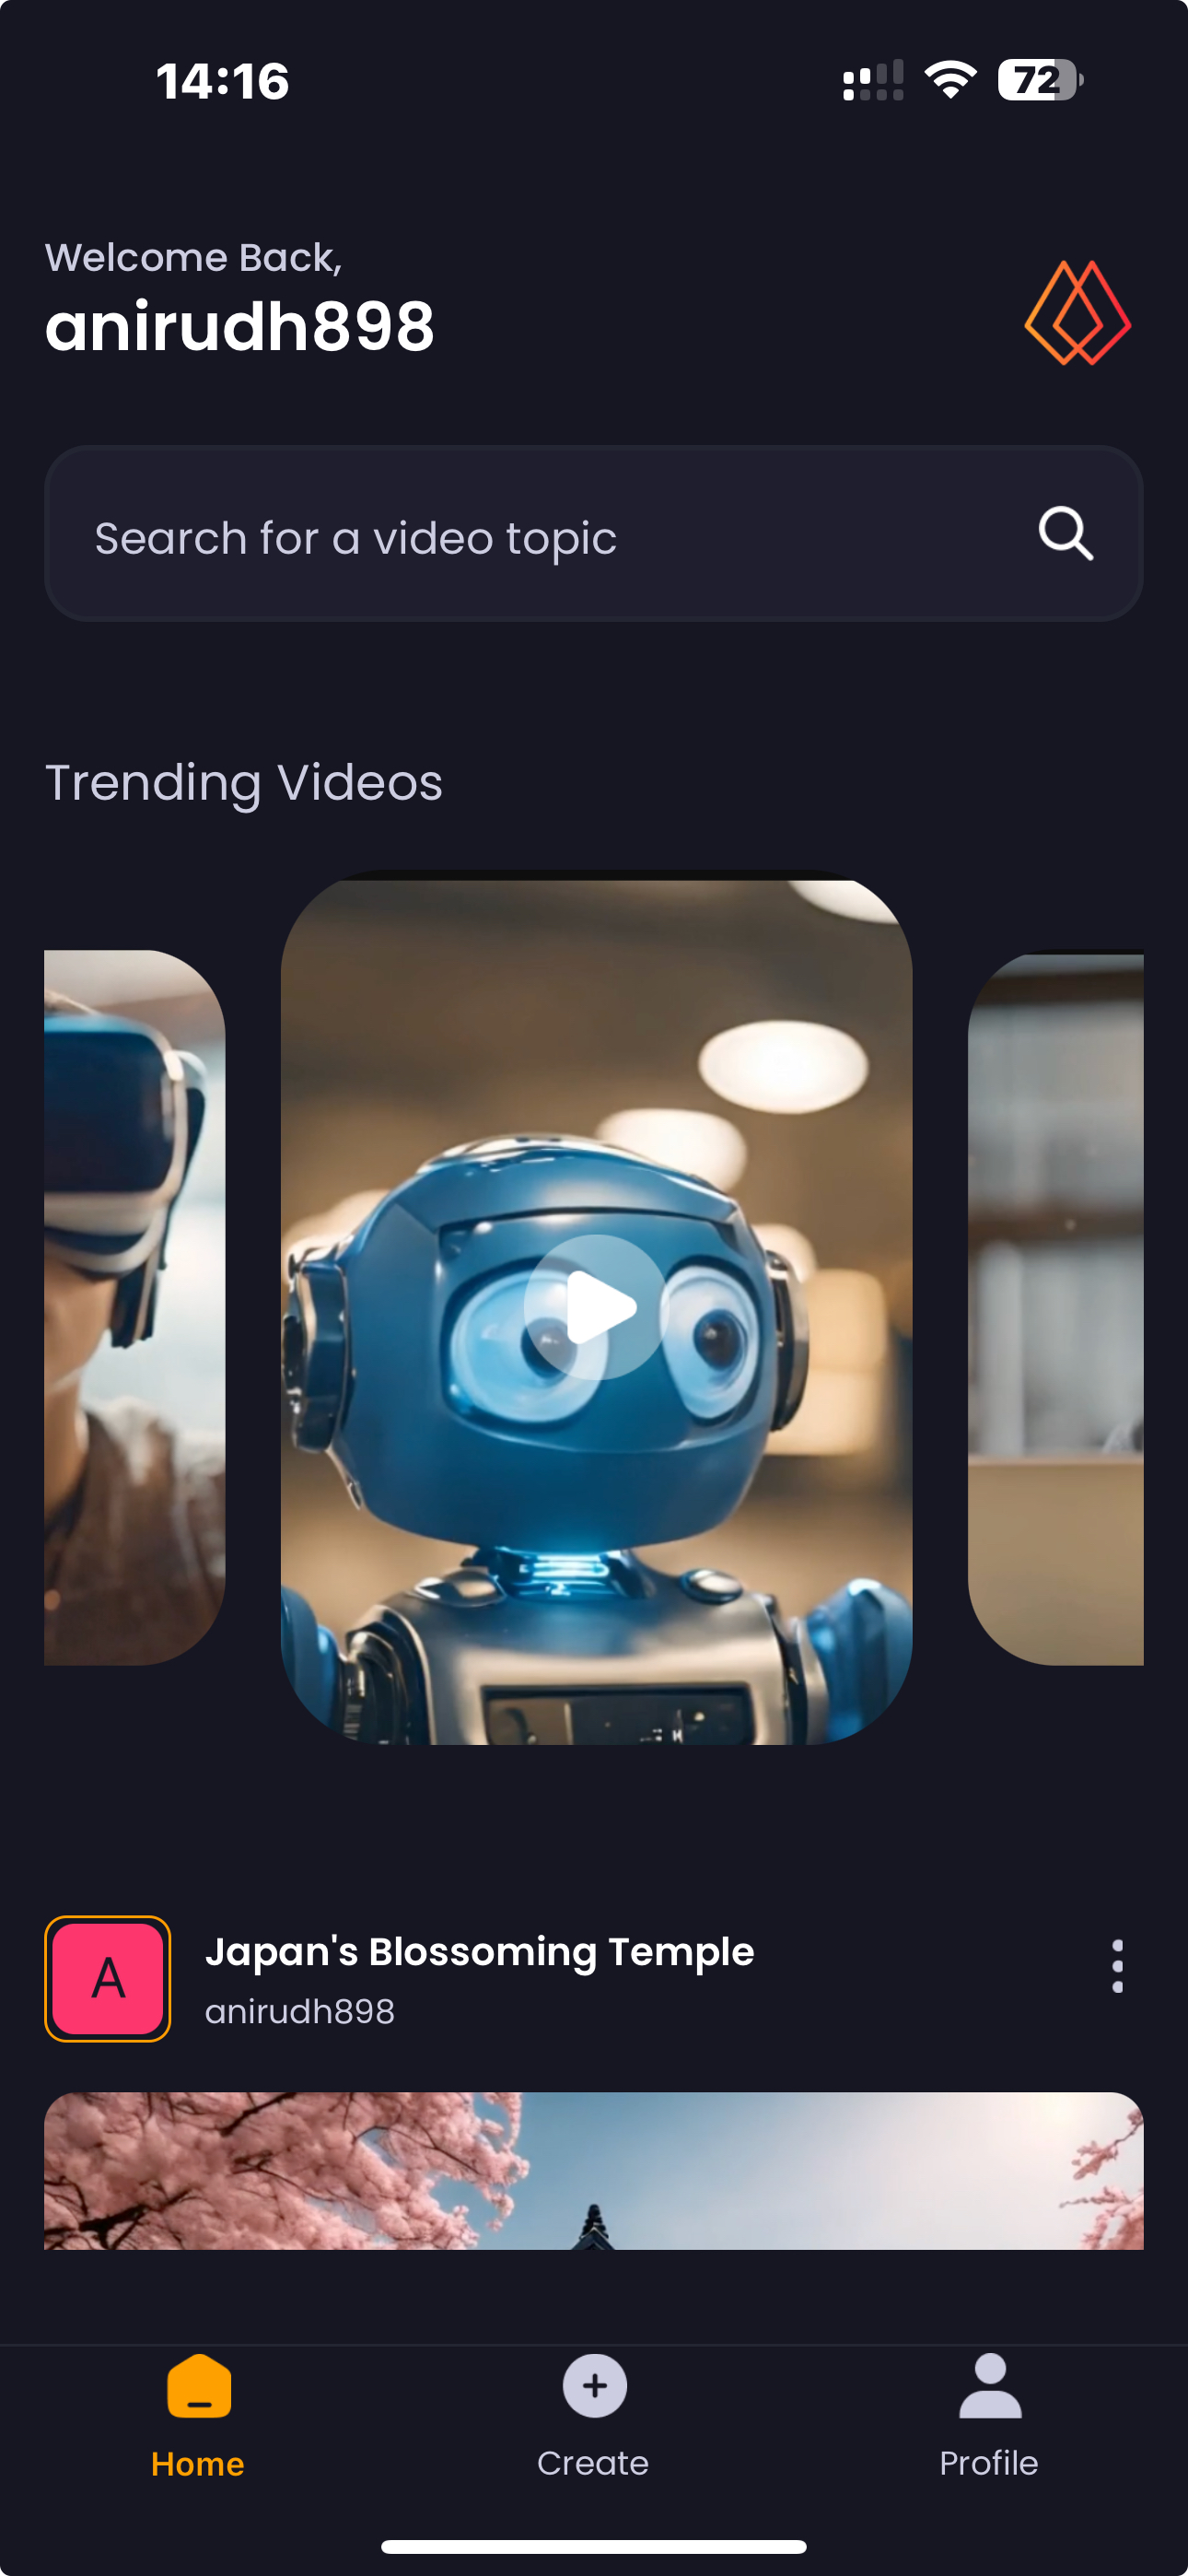 14:16
72
Welcome Back,
anirudh898
Search for a video topic
Trending Videos
A
Japan's Blossoming Temple
anirudh898
Home
Create
Profile